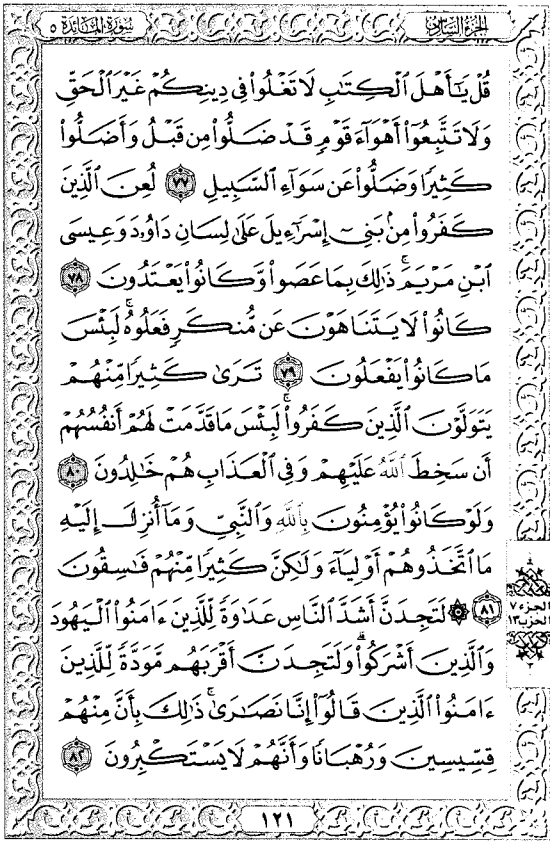 الجزء السادس
سورة المائدة ٥
قُلْ يَـٰٓأَهْلَ ٱلْكِتَـٰبِ لَا تَغْلُوا۟ فِى دِينِكُمْ غَيْرَ ٱلْحَقِّ
وَلَا تَتَّبِعُوٓا۟ أَهْوَآءَ قَوْمٍ قَدْ ضَلُّوا۟ مِن قَبْلُ وَأَضَلُّوا۟
كَثِيرًا وَضَلُّوا۟ عَن سَوَآءِ ٱلسَّبِيلِ ٧٧ لُعِنَ ٱلَّذِينَ
كَفَرُوا۟ مِنۢ بَنِىٓ إِسْرَٰٓءِيلَ عَلَىٰ لِسَانِ دَاوُۥدَ وَعِيسَى
ٱبْنِ مَرْيَمَ ۚ ذَٰلِكَ بِمَا عَصَوا۟ وَّكَانُوا۟ يَعْتَدُونَ ٧٨
كَانُوا۟ لَا يَتَنَاهَوْنَ عَن مُّنكَرٍ فَعَلُوهُ ۚ لَبِئْسَ
مَا كَانُوا۟ يَفْعَلُونَ ٧٩ تَرَىٰ كَثِيرًا مِّنْهُمْ
يَتَوَلَّوْنَ ٱلَّذِينَ كَفَرُوا۟ ۚ لَبِئْسَ مَا قَدَّمَتْ لَهُمْ أَنفُسُهُمْ
أَن سَخِطَ ٱللَّهُ عَلَيْهِمْ وَفِى ٱلْعَذَابِ هُمْ خَـٰلِدُونَ ٨٠
وَلَوْ كَانُوا۟ يُؤْمِنُونَ بِٱللَّهِ وَٱلنَّبِىِّ وَمَآ أُنزِلَ إِلَيْهِ
مَا ٱتَّخَذُوهُمْ أَوْلِيَآءَ وَلَـٰكِنَّ كَثِيرًا مِّنْهُمْ فَـٰسِقُونَ
٨١ ۞ لَتَجِدَنَّ أَشَدَّ ٱلنَّاسِ عَدَٰوَةً لِّلَّذِينَ ءَامَنُوا۟ ٱلْيَهُودَ
وَٱلَّذِينَ أَشْرَكُوا۟ ۖ وَلَتَجِدَنَّ أَقْرَبَهُم مَّوَدَّةً لِّلَّذِينَ
ءَامَنُوا۟ ٱلَّذِينَ قَالُوٓا۟ إِنَّا نَصَـٰرَىٰ ۚ ذَٰلِكَ بِأَنَّ مِنْهُمْ
قِسِّيسِينَ وَرُهْبَانًا وَأَنَّهُمْ لَا يَسْتَكْبِرُونَ ٨٢
الجزء ٧
الحزب ١٣
١٢١